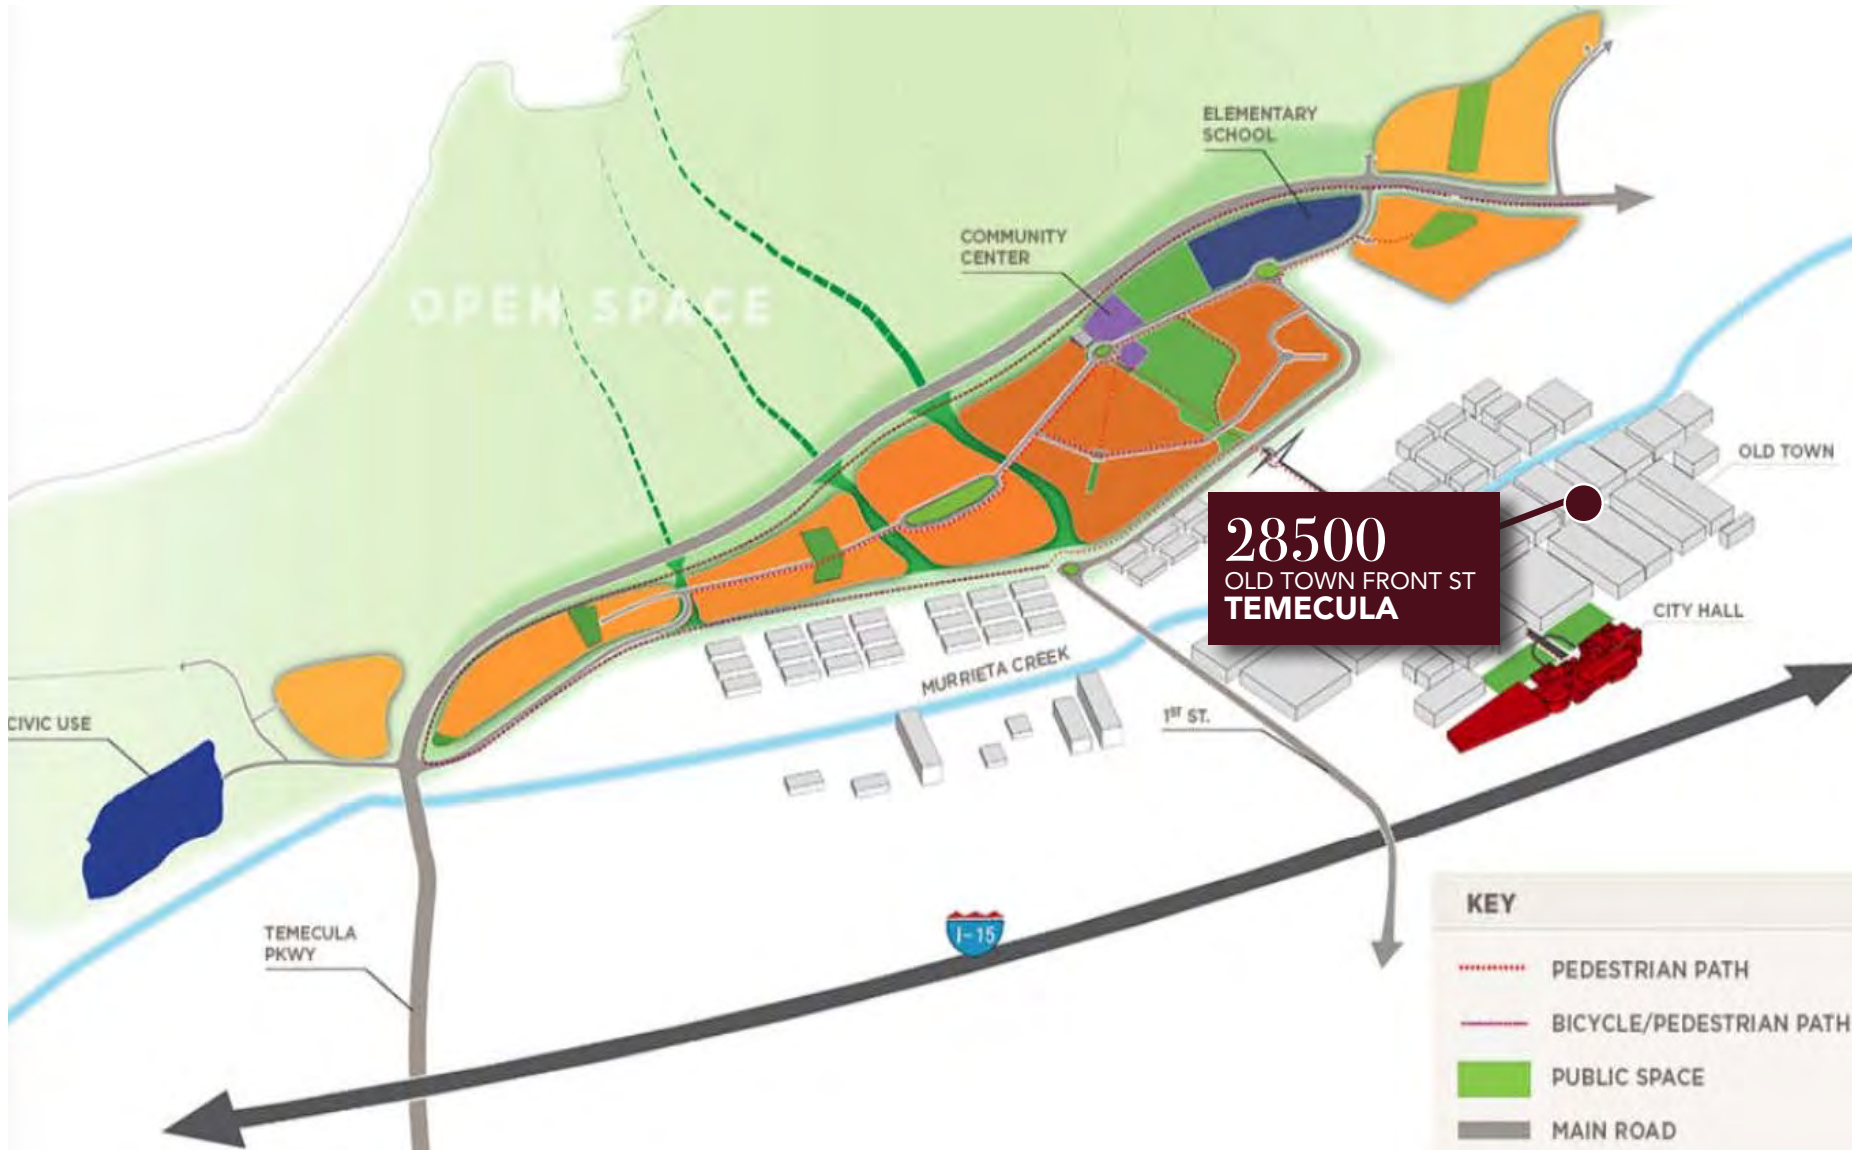 ELEMENTARY
SCHOOL
COMMUNITY
CENTER
OPEN SPACE
OLD TOWN
28500
OLD TOWN FRONT ST
TEMECULA
CITY HALL
MURRIETA CREEK
1ST ST.
CIVIC USE
TEMECULA
PKWY
I-15
KEY
PEDESTRIAN PATH
BICYCLE/PEDESTRIAN PATH
PUBLIC SPACE
MAIN ROAD